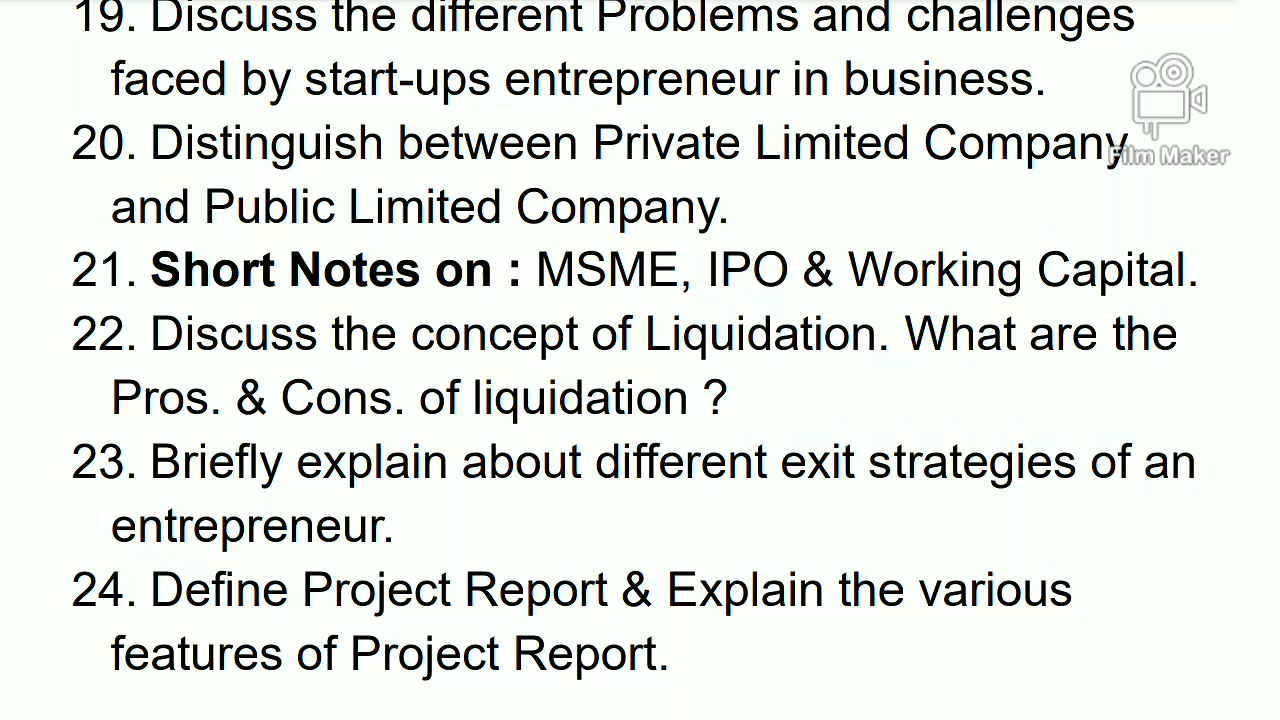 19. Discuss the different Problems and challenges
faced by start-ups entrepreneur in business.
20. Distinguish between Private Limited Company
Film Maker
and Public Limited Company.
21. Short Notes on : MSME, IPO & Working Capital.
22. Discuss the concept of Liquidation. What are the
Pros. & Cons. of liquidation ?
23. Briefly explain about different exit strategies of an
entrepreneur.
24. Define Project Report & Explain the various
features of Project Report.